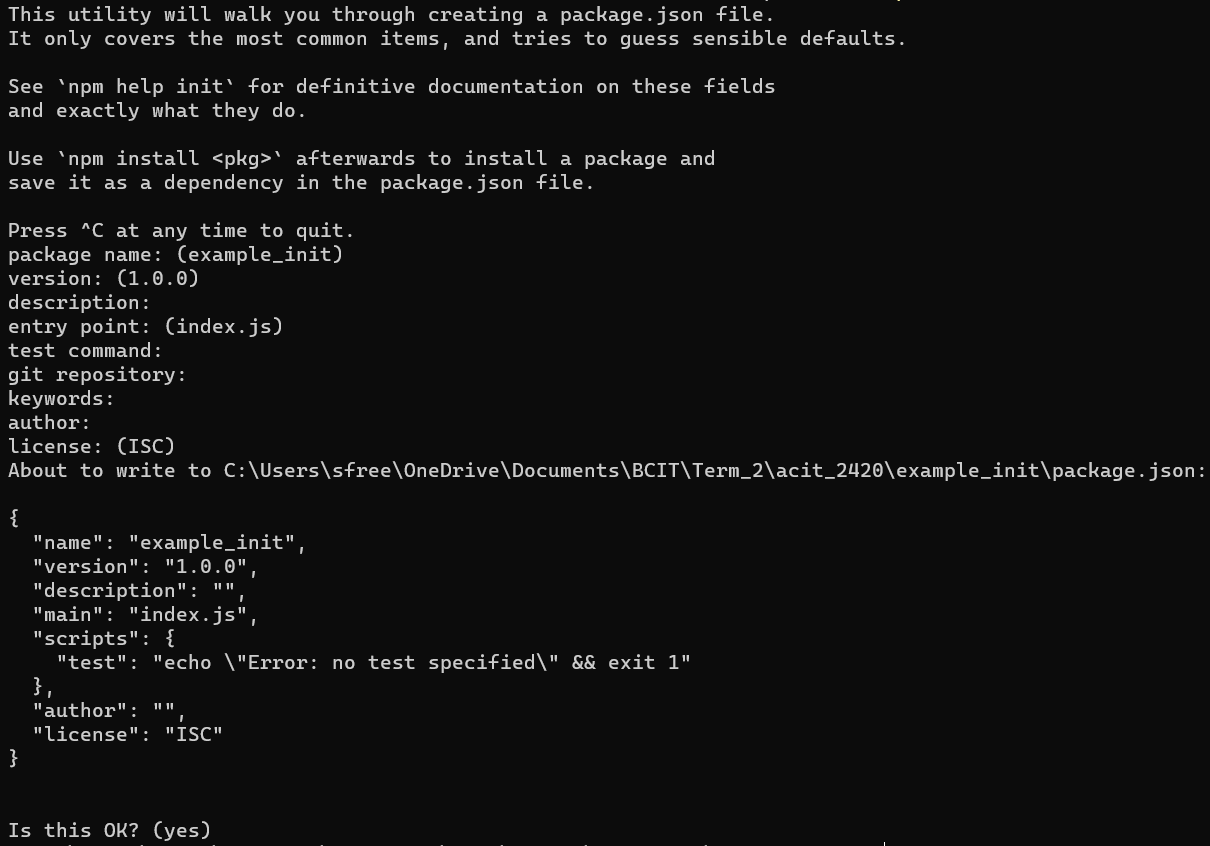 This utility will walk you through creating a package.json file.
It only covers the most common items, and tries to guess sensible defaults.

See `npm help init` for definitive documentation on these fields
and exactly what they do.

Use `npm install <pkg>` afterwards to install a package and
save it as a dependency in the package.json file.

Press ^C at any time to quit.
package name: (example_init)
version: (1.0.0)
description:
entry point: (index.js)
test command:
git repository:
keywords:
author:
license: (ISC)
About to write to C:\Users\sfree\OneDrive\Documents\BCIT\Term_2\acit_2420\example_init\package.json:

{
  "name": "example_init",
  "version": "1.0.0",
  "description": "",
  "main": "index.js",
  "scripts": {
    "test": "echo \"Error: no test specified\" && exit 1"
  },
  "author": "",
  "license": "ISC"
}


Is this OK? (yes)